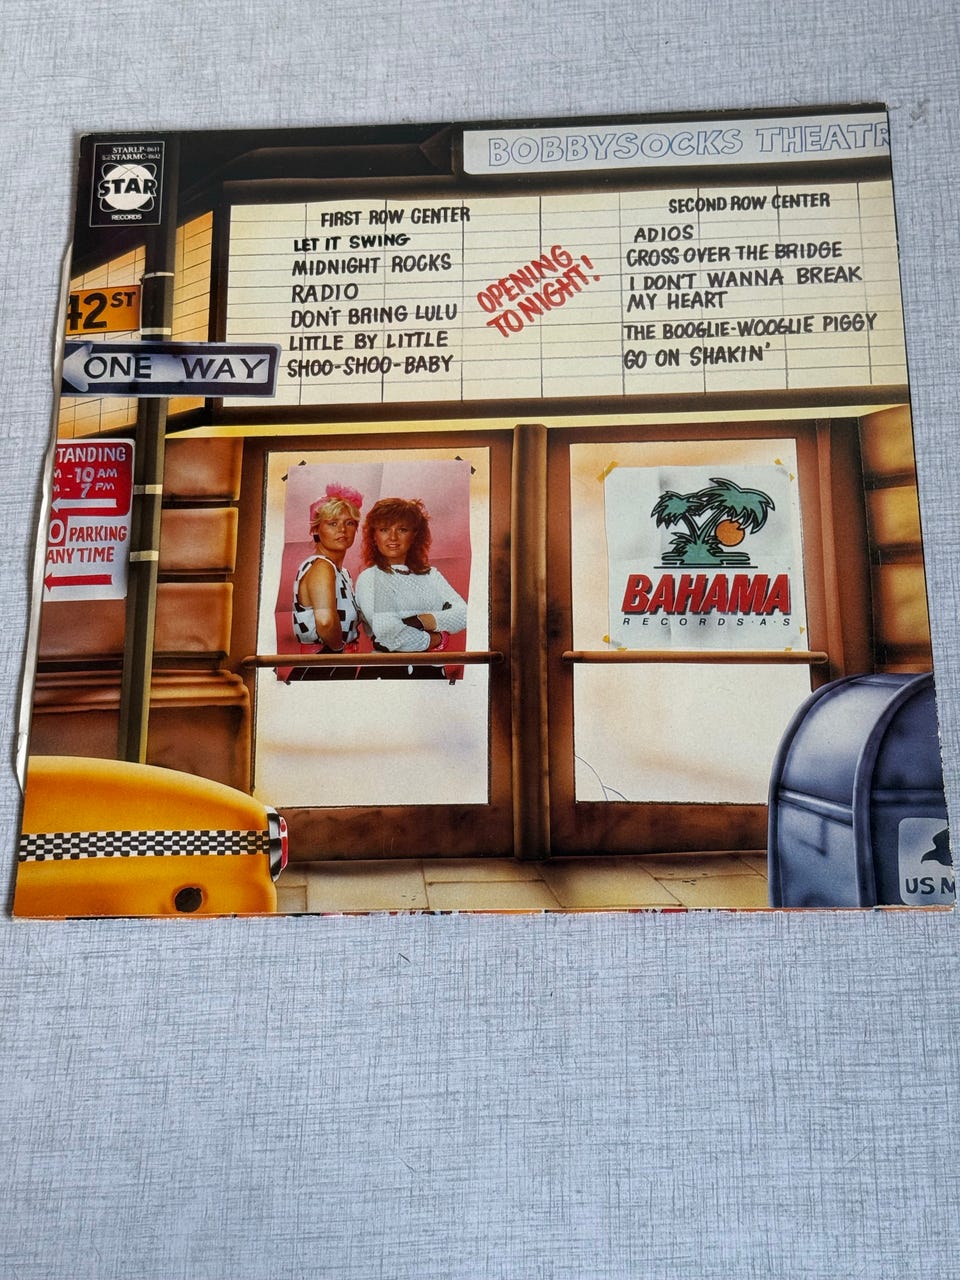 STARLP-8611
STARMC-8612
STAR
RECORDS
BOBBYSOCKS THEATR
FIRST ROW CENTER
LET IT SWING
MIDNIGHT ROCKS
RADIO
DON'T BRING LULU
LITTLE BY LITTLE
SHOO-SHOO-BABY
OPENING
TO NIGHT!
SECOND ROW CENTER
ADIOS
CROSS OVER THE BRIDGE
I DON'T WANNA BREAK
MY HEART
THE BOOGLIE-WOOGLIE PIGGY
GO ON SHAKIN'
42 ST
ONE WAY
TANDING
M -10 AM
M - 7 PM
O PARKING
ANY TIME
BAHAMA
RECORDS·A·S
US M